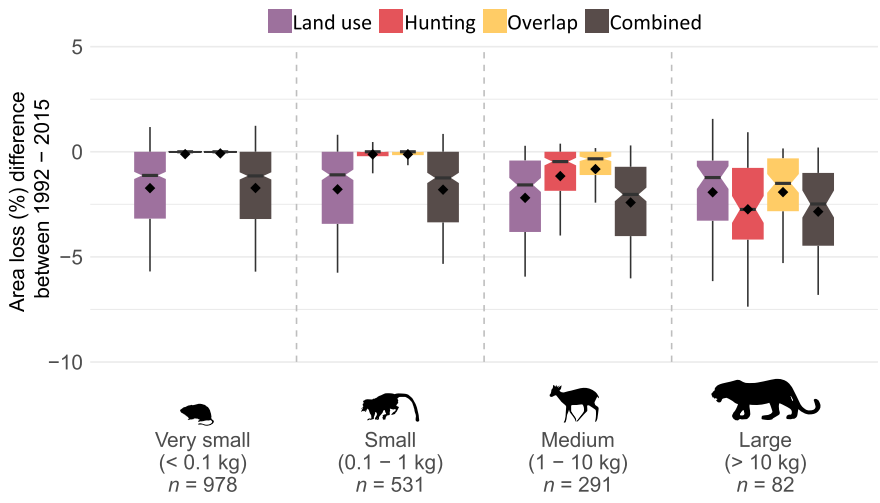 Land use Hunting Overlap Combined
Area loss (%) difference
between 1992 − 2015
5
0
−5
−10
Very small
(< 0.1 kg)
n = 978
Small
(0.1 − 1 kg)
n = 531
Medium
(1 − 10 kg)
n = 291
Large
(> 10 kg)
n = 82